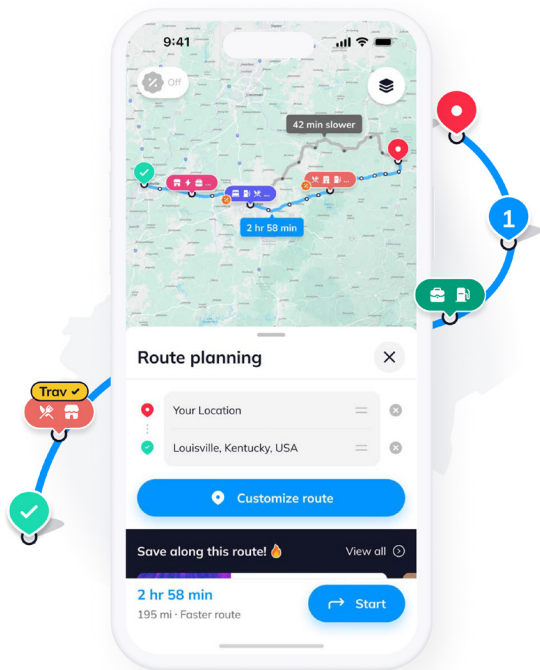 9:41
Off
42 min slower
2 hr 58 min
1
Trav
Route planning
Your Location
Louisville, Kentucky, USA
Customize route
Save along this route!🔥
View all
2 hr 58 min
195 mi · Faster route
Start